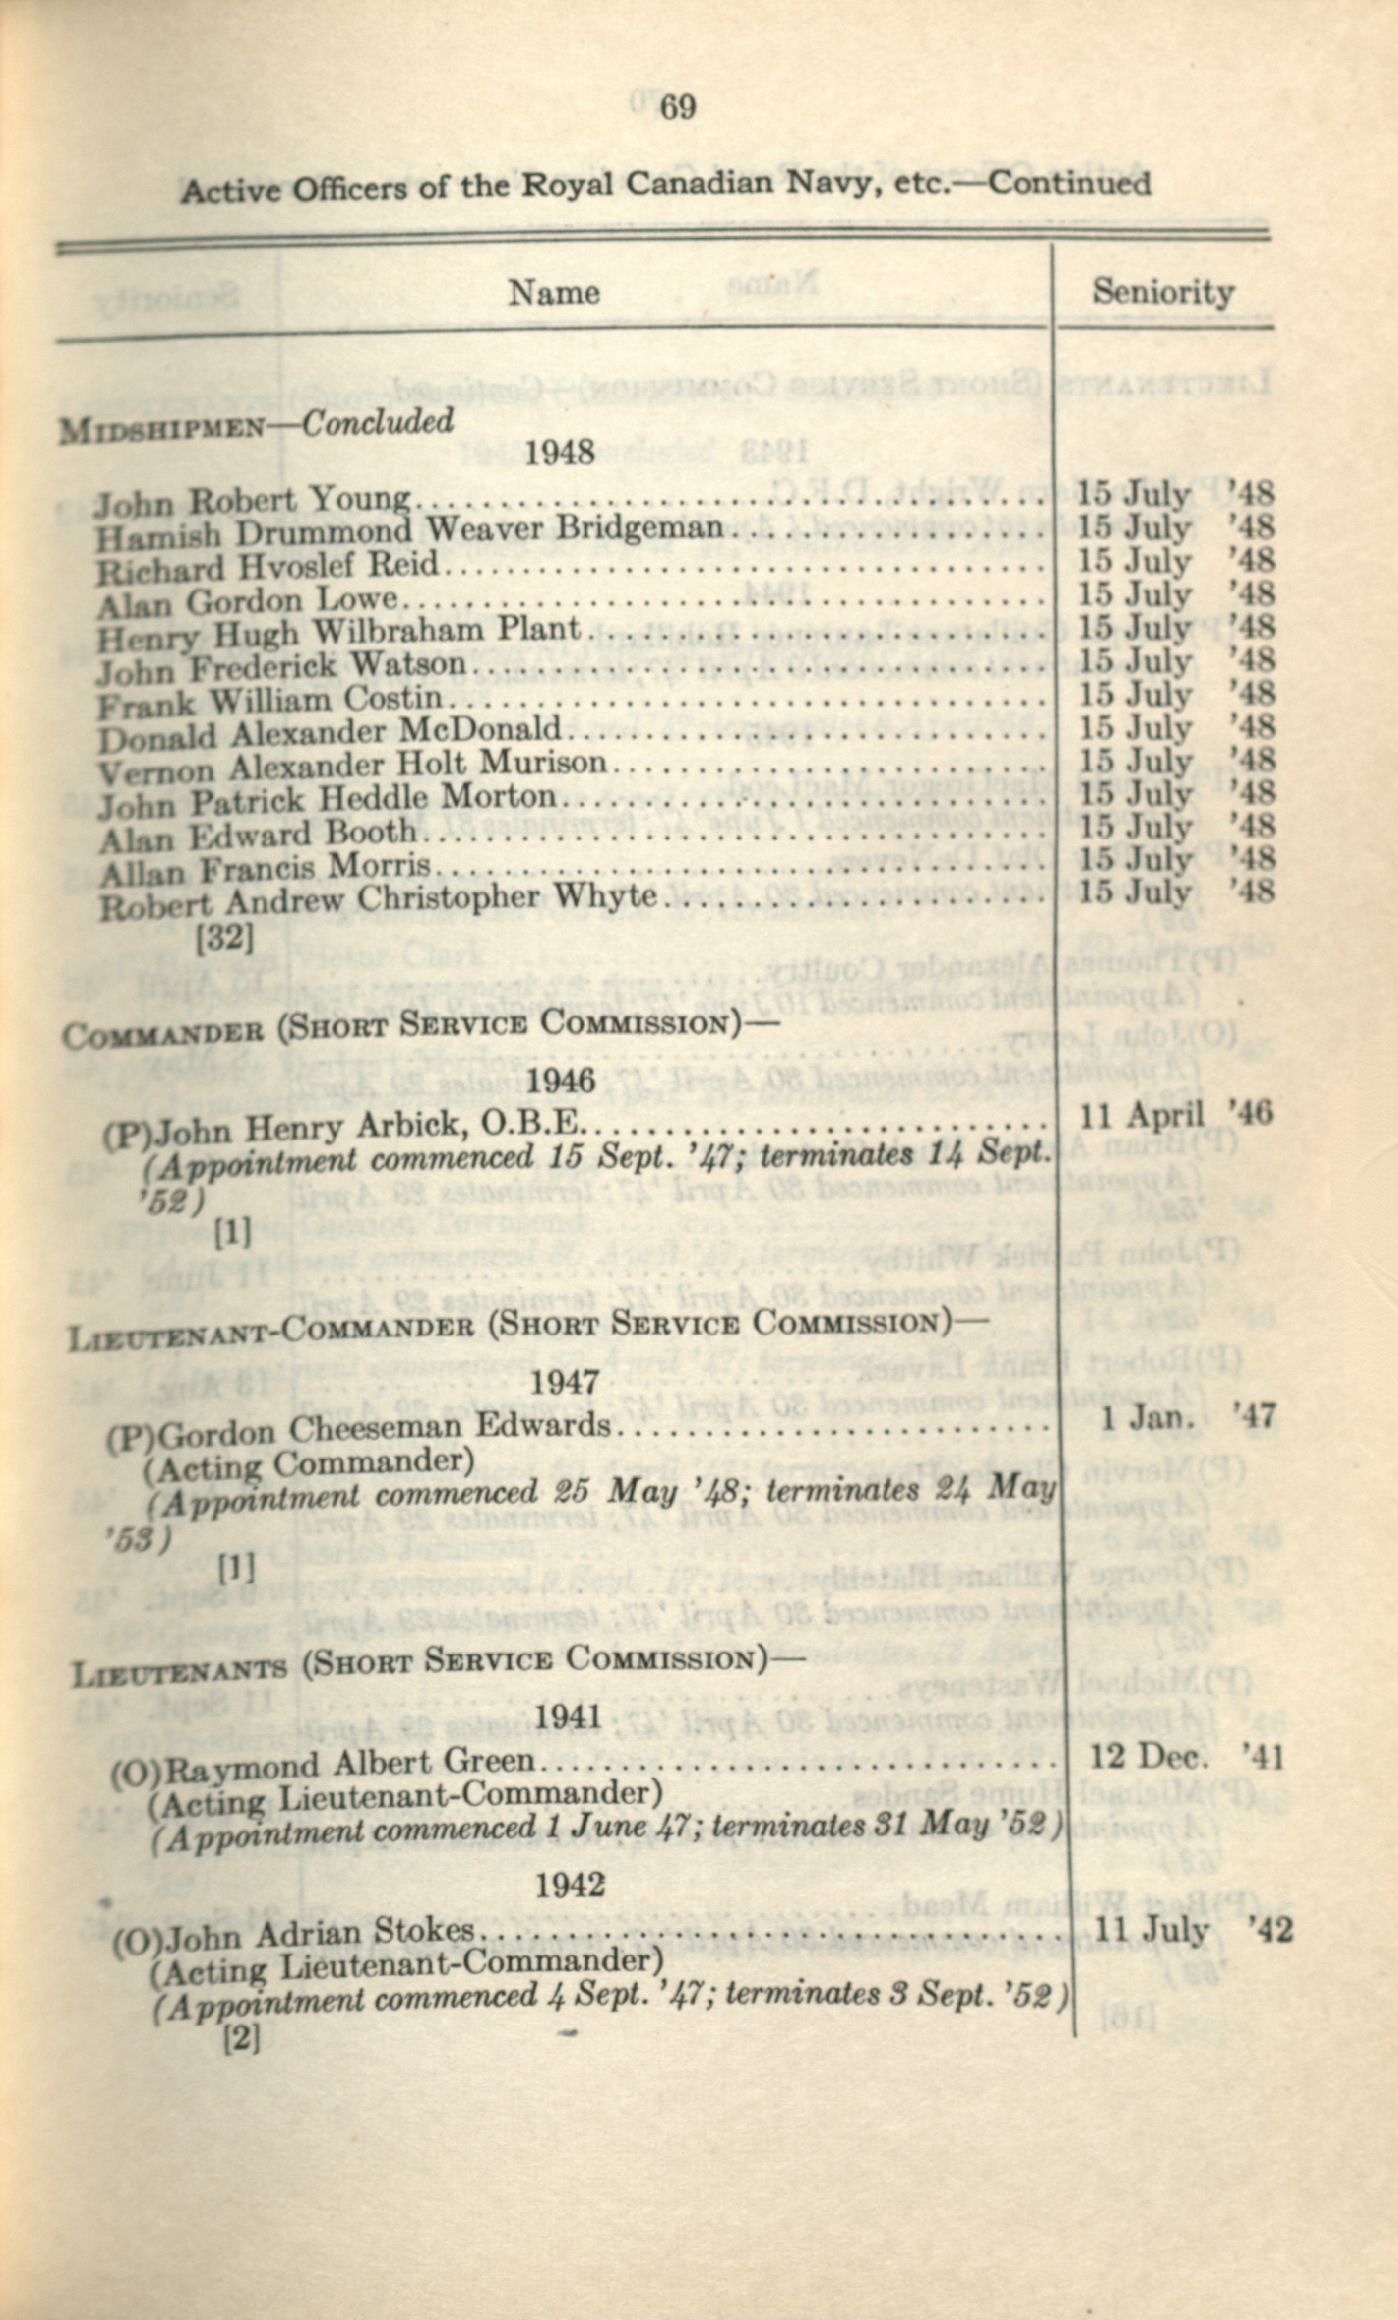 69
Active Officers of the Royal Canadian Navy, etc.—Continued
Name Seniority
MIDSHIPMEN—Concluded
1948
John Robert Young........ 15 July '48
Hamish Drummond Weaver Bridgeman........ 15 July '48
Richard Hvoslef Reid........ 15 July '48
Alan Gordon Lowe........ 15 July '48
Henry Hugh Wilbraham Plant........ 15 July '48
John Frederick Watson........ 15 July '48
Frank William Costin........ 15 July '48
Donald Alexander McDonald........ 15 July '48
Vernon Alexander Holt Murison........ 15 July '48
John Patrick Heddle Morton........ 15 July '48
Alan Edward Booth........ 15 July '48
Allan Francis Morris........ 15 July '48
Robert Andrew Christopher Whyte........ 15 July '48
[32]
COMMANDER (SHORT SERVICE COMMISSION)—
1946
(P)John Henry Arbick, O.B.E........ 11 April '46
(Appointment commenced 15 Sept. '47; terminates 14 Sept.
'52)
[1]
LIEUTENANT-COMMANDER (SHORT SERVICE COMMISSION)—
1947
(P)Gordon Cheeseman Edwards........ 1 Jan. '47
(Acting Commander)
(Appointment commenced 25 May '48; terminates 24 May
'53)
[1]
LIEUTENANTS (SHORT SERVICE COMMISSION)—
1941
(O)Raymond Albert Green........ 12 Dec. '41
(Acting Lieutenant-Commander)
(Appointment commenced 1 June 47; terminates 31 May '52)
1942
(O)John Adrian Stokes........ 11 July '42
(Acting Lieutenant-Commander)
(Appointment commenced 4 Sept. '47; terminates 3 Sept. '52)
[2]